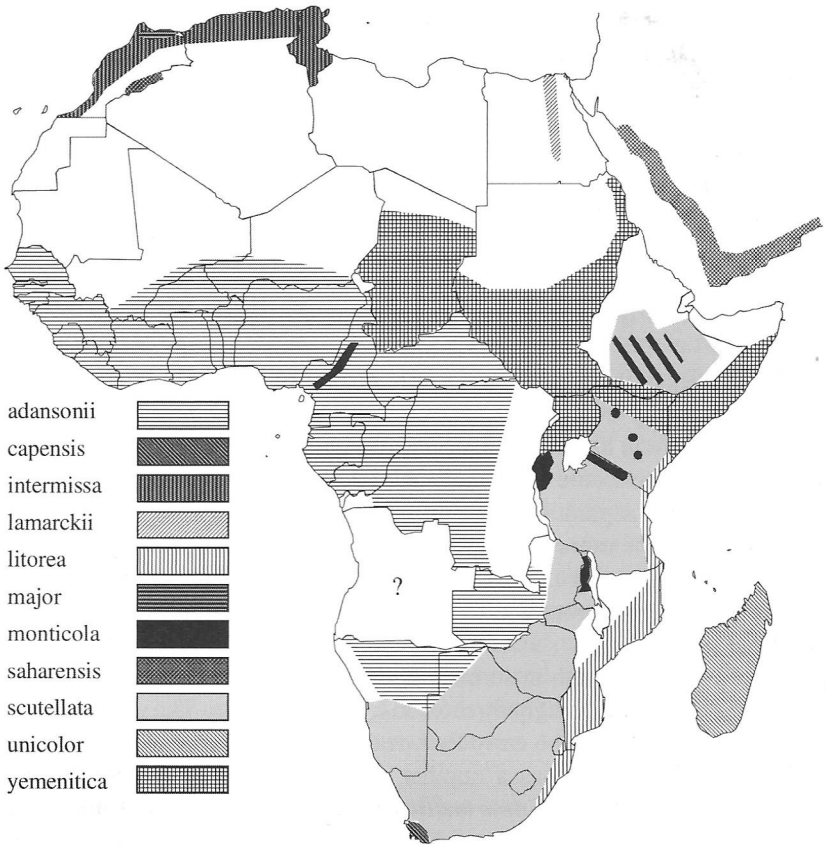 adansonii
capensis
intermissa
lamarckii
litorea
major
monticola
saharensis
scutellata
unicolor
yemenitica
?